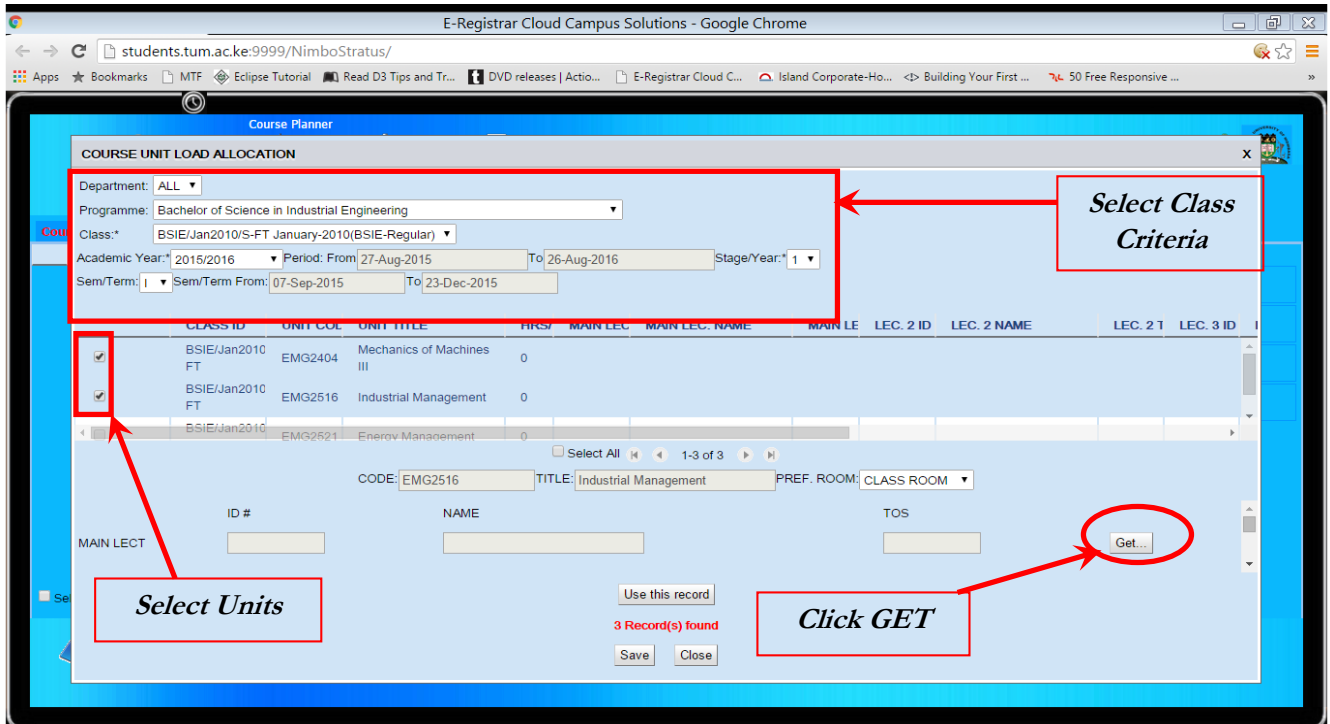 E-Registrar Cloud Campus Solutions - Google Chrome
students.tum.ac.ke:9999/NimboStratus/
Apps Bookmarks MTF Eclipse Tutorial Read D3 Tips and Tr... DVD releases | Actio... E-Registrar Cloud C... Island Corporate-Ho... Building Your First ... 50 Free Responsive ... »
Course Planner
COURSE UNIT LOAD ALLOCATION x
Department: ALL
Programme: Bachelor of Science in Industrial Engineering
Cou Class:* BSIE/Jan2010/S-FT January-2010(BSIE-Regular)
Academic Year:* 2015/2016 Period: From 27-Aug-2015 To 26-Aug-2016 Stage/Year:* 1
Sem/Term: I Sem/Term From: 07-Sep-2015 To 23-Dec-2015
Select Class
Criteria
CLASS ID UNIT COD UNIT TITLE HRS/ MAIN LEC MAIN LEC. NAME MAIN LE LEC. 2 ID LEC. 2 NAME LEC. 2 T LEC. 3 ID
BSIE/Jan2010 FT EMG2404 Mechanics of Machines III 0
BSIE/Jan2010 FT EMG2516 Industrial Management 0
BSIE/Jan2010 EMG2521 Energy Management 0
Select All 1-3 of 3
CODE: EMG2516 TITLE: Industrial Management PREF. ROOM: CLASS ROOM
ID # NAME TOS
MAIN LECT Get...
Sel
Select Units
Use this record
Click GET
3 Record(s) found
Save Close